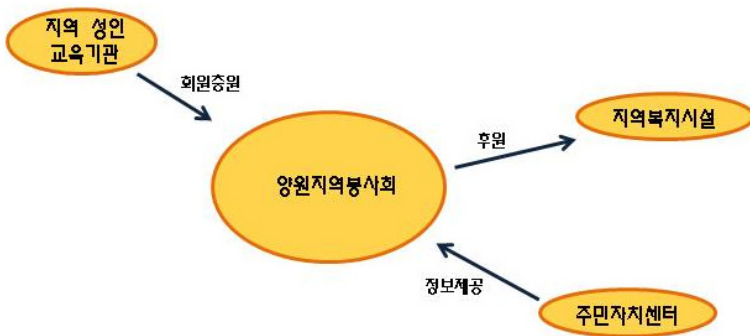 지역 성인
교육기관
회원증원
지역복지시설
후원
양원지역봉사회
정보제공
주민자치센터